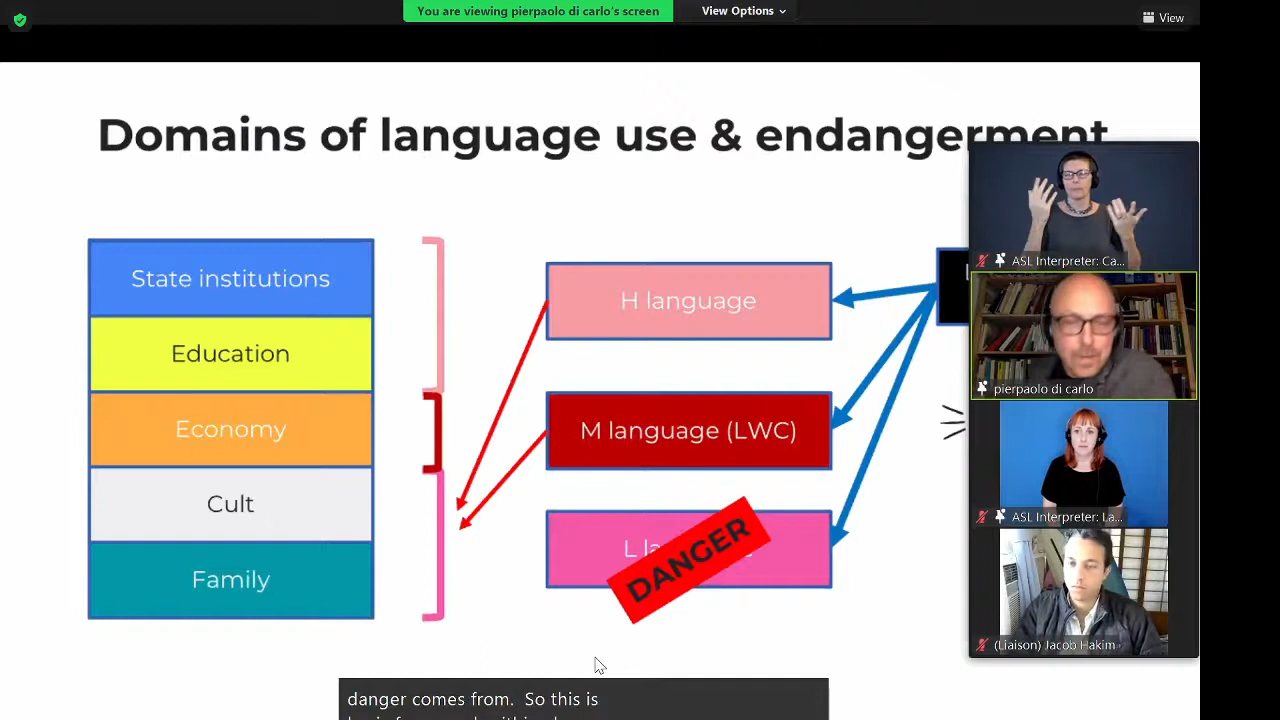 You are viewing pierpaolo di carlo's screen
View Options
View
Domains of language use & endangerment
State institutions
Education
Economy
Cult
Family
H language
M language (LWC)
L
DANGER
ASL Interpreter: Ca...
pierpaolo di carlo
ASL Interpreter: La...
(Liaison) Jacob Hakim
danger comes from. So this is